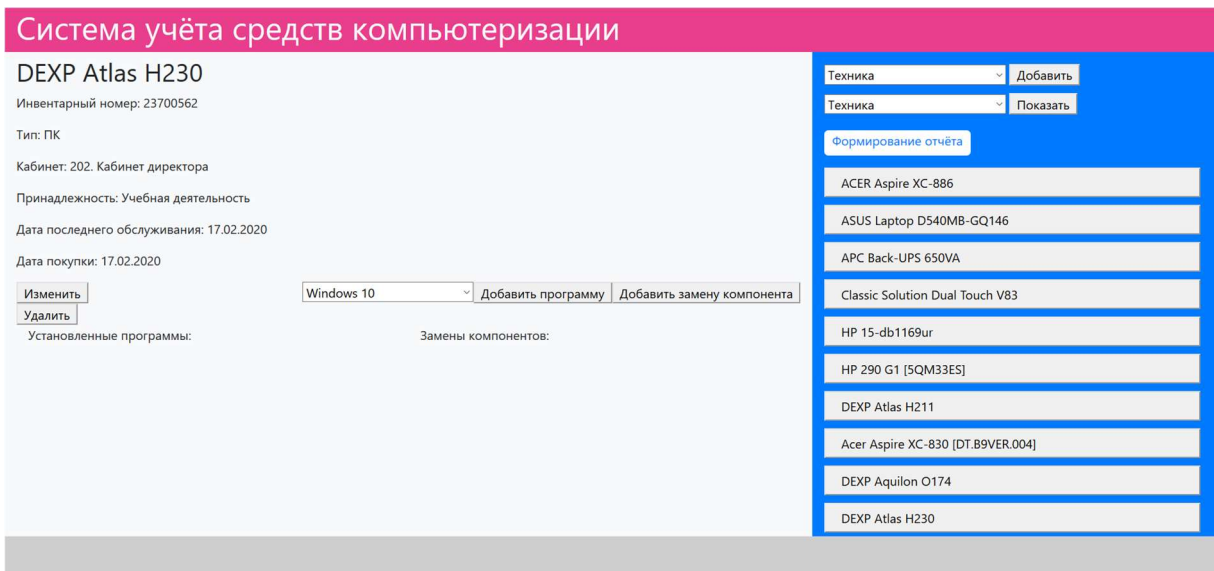 Система учёта средств компьютеризации
DEXP Atlas H230
Инвентарный номер: 23700562
Тип: ПК
Кабинет: 202. Кабинет директора
Принадлежность: Учебная деятельность
Дата последнего обслуживания: 17.02.2020
Дата покупки: 17.02.2020
Изменить
Windows 10 Добавить программу Добавить замену компонента
Удалить
Установленные программы: Замены компонентов:
Техника Добавить
Техника Показать
Формирование отчёта
ACER Aspire XC-886
ASUS Laptop D540MB-GQ146
APC Back-UPS 650VA
Classic Solution Dual Touch V83
HP 15-db1169ur
HP 290 G1 [5QM33ES]
DEXP Atlas H211
Acer Aspire XC-830 [DT.B9VER.004]
DEXP Aquilon O174
DEXP Atlas H230